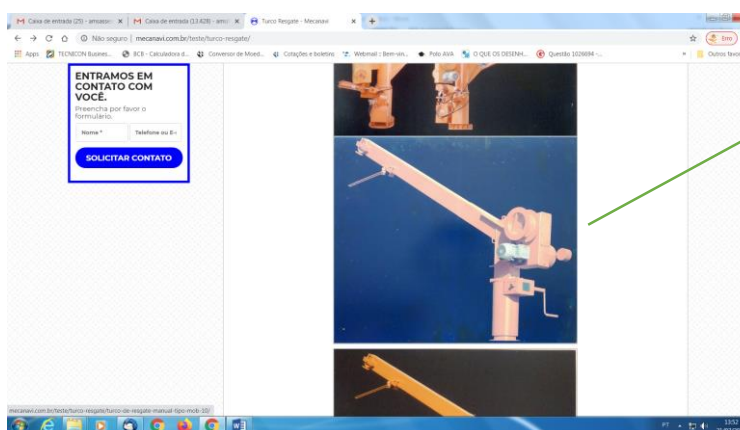 Caixa de entrada (25) - amsasso
Caixa de entrada (13.628) - ams
Turco Resgate - Mecanavi
Não seguro | mecanavi.com.br/teste/turco-resgate/
Erro
Apps
TECNICON Busines...
BCB - Calculadora d...
Conversor de Moed...
Cotações e boletins
Webmail :: Bem-vin...
Polo AVA
O QUE OS DESENH...
Questão 1026694 -...
»
Outros favor
ENTRAMOS EM
CONTATO COM
VOCÊ.
Preencha por favor o
formulário.
Nome *
Telefone ou E-
SOLICITAR CONTATO
mecanavi.com.br/teste/turco-resgate/turco-de-resgate-manual-tipo-mob-10/
PT
13:52